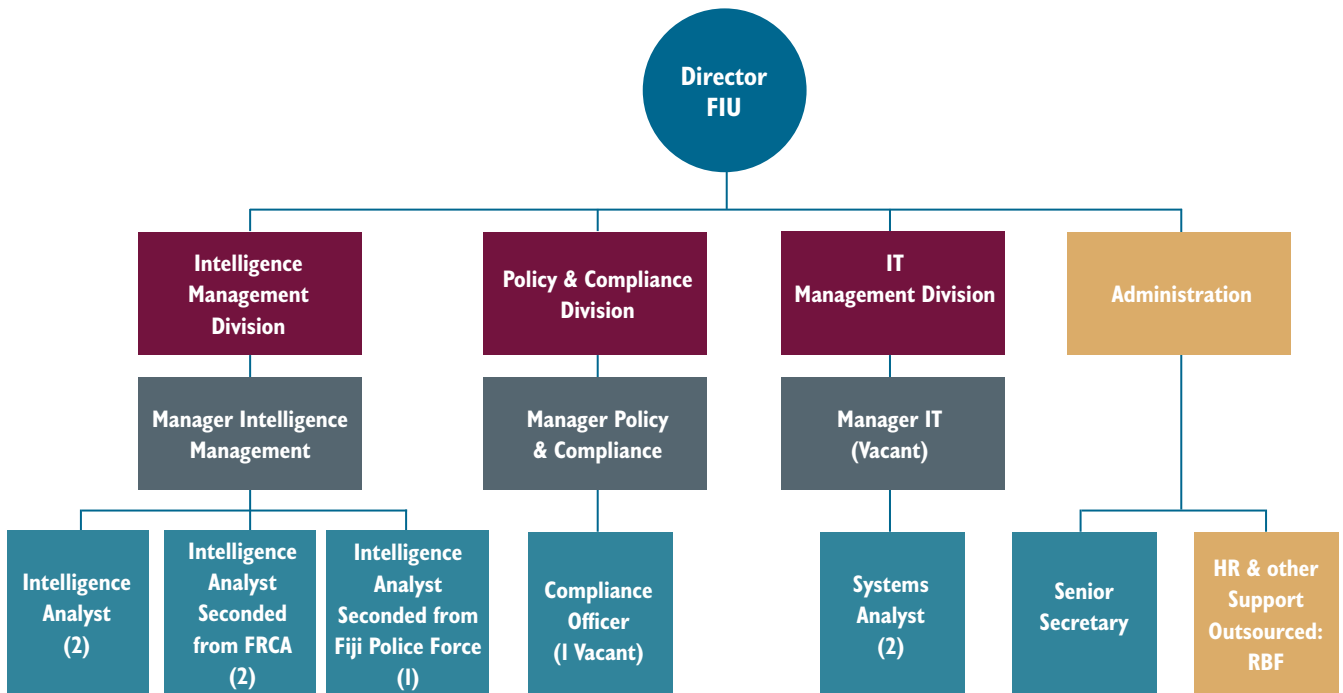 Director
FIU
Intelligence
Management
Division
Policy & Compliance
Division
IT
Management Division
Administration
Manager Intelligence
Management
Manager Policy
& Compliance
Manager IT
(Vacant)
Intelligence
Analyst
(2)
Intelligence
Analyst
Seconded
from FRCA
(2)
Intelligence
Analyst
Seconded from
Fiji Police Force
(1)
Compliance
Officer
(1 Vacant)
Systems
Analyst
(2)
Senior
Secretary
HR & other
Support
Outsourced:
RBF